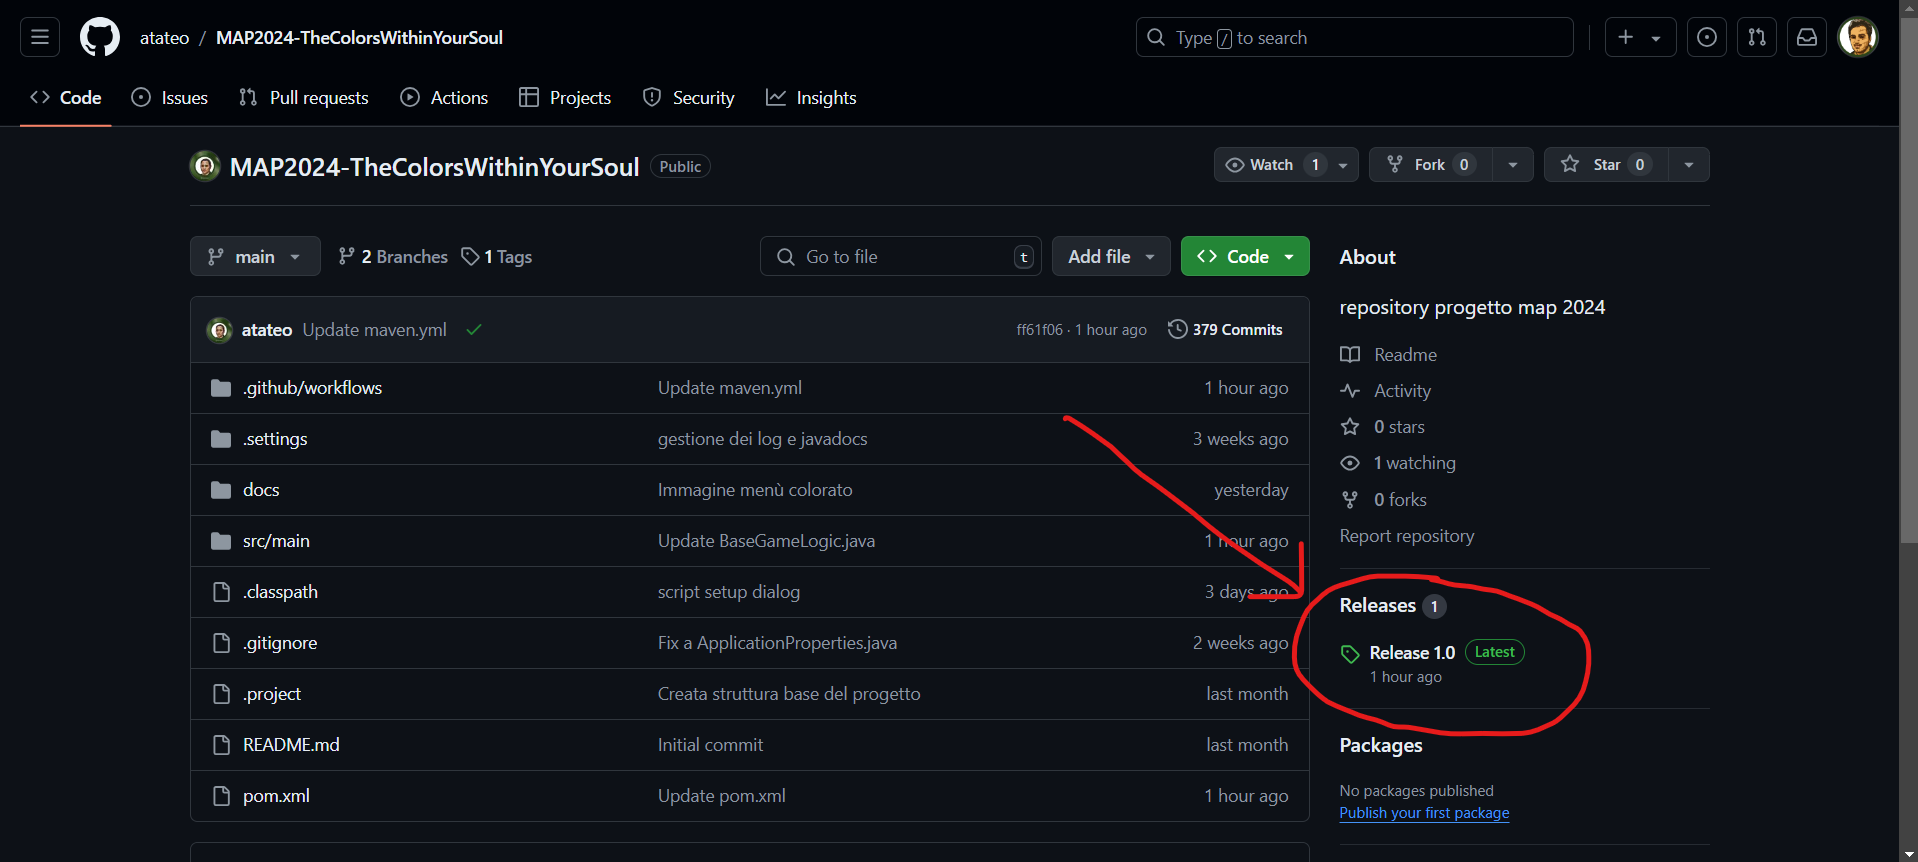 atateo / MAP2024-TheColorsWithinYourSoul
Type / to search
Code Issues Pull requests Actions Projects Security Insights
MAP2024-TheColorsWithinYourSoul Public
Watch 1 Fork 0 Star 0
main 2 Branches 1 Tags Go to file t Add file Code
atateo Update maven.yml ff61f06 · 1 hour ago 379 Commits
.github/workflows Update maven.yml 1 hour ago
.settings gestione dei log e javadocs 3 weeks ago
docs Immagine menù colorato yesterday
src/main Update BaseGameLogic.java 1 hour ago
.classpath script setup dialog 3 days ago
.gitignore Fix a ApplicationProperties.java 2 weeks ago
.project Creata struttura base del progetto last month
README.md Initial commit last month
pom.xml Update pom.xml 1 hour ago
About
repository progetto map 2024
Readme
Activity
0 stars
1 watching
0 forks
Report repository
Releases 1
Release 1.0 Latest
1 hour ago
Packages
No packages published
Publish your first package